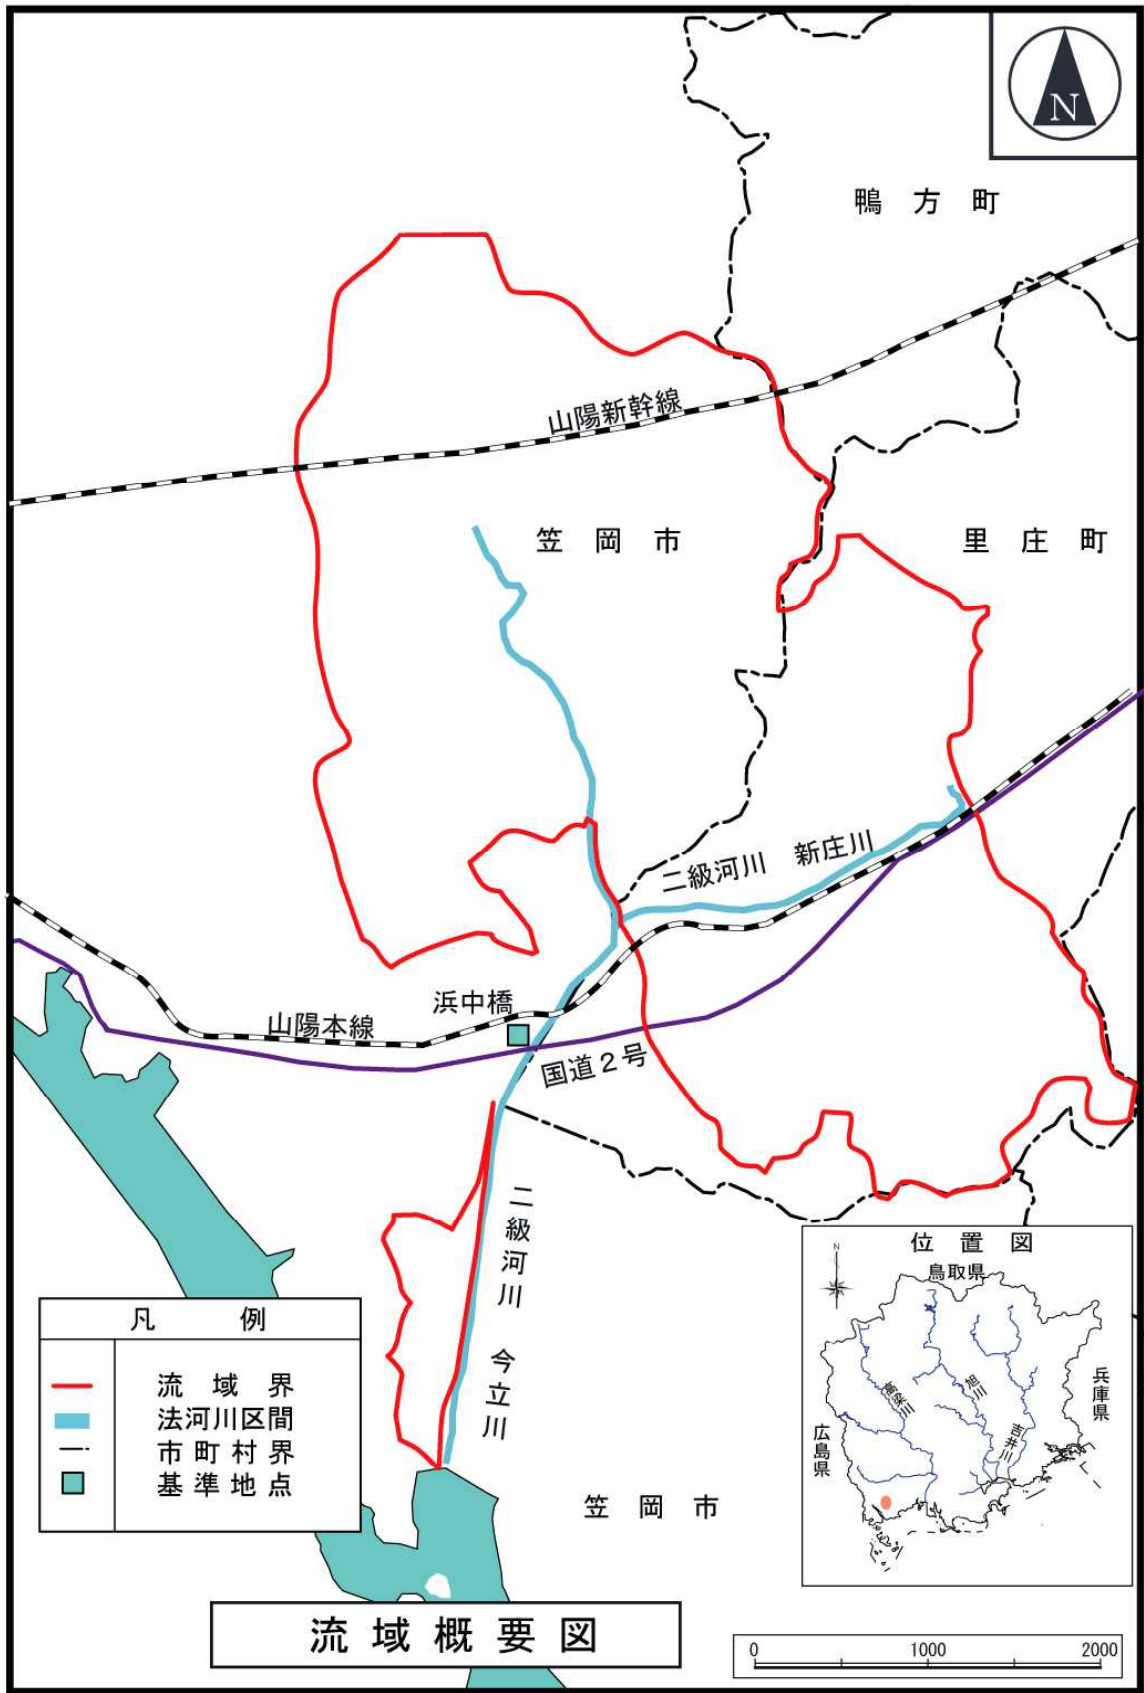 N
鴨方町
山陽新幹線
笠岡市
里庄町
二級河川 新庄川
浜中橋
山陽本線
国道2号
二級河川 今立川
笠岡市
凡例
流域界
法河川区間
市町村界
基準地点
位置図
N
鳥取県
兵庫県
広島県
高梁川
旭川
吉井川
流域概要図
0 1000 2000